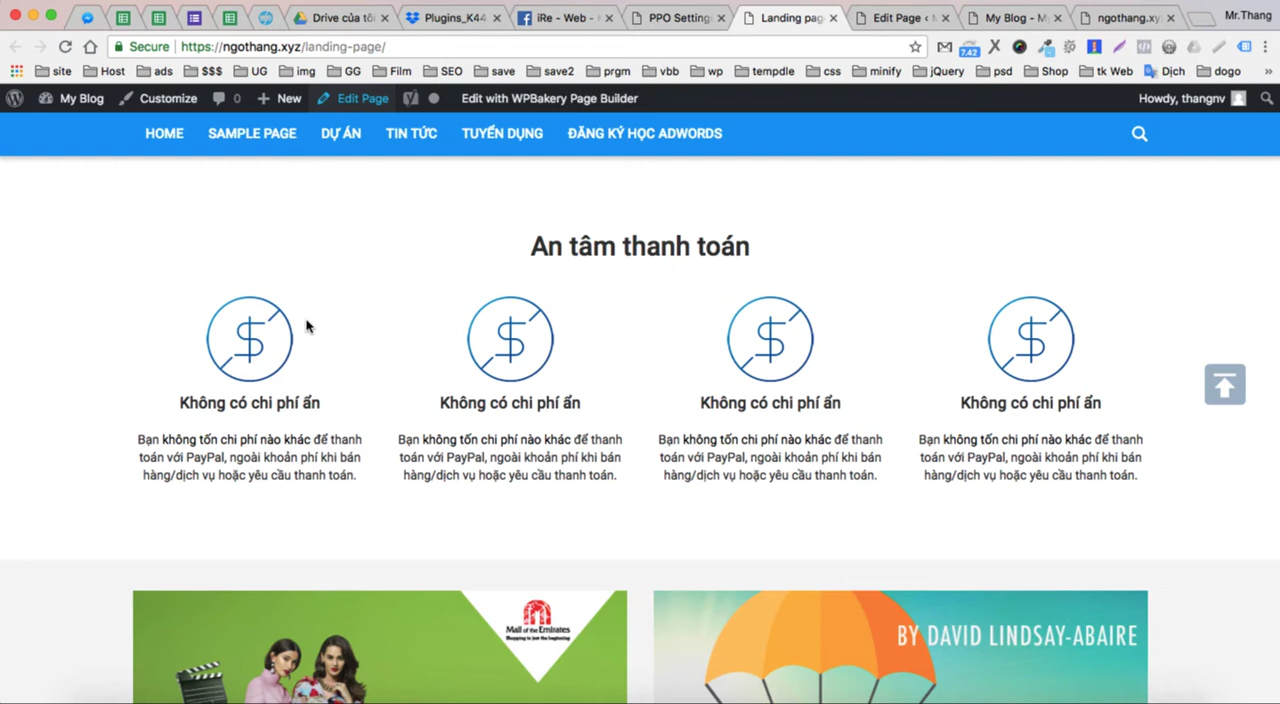 Drive của tôi
Plugins_K44
iRe - Web -
PPO Settings
Landing pag
Edit Page ‹ M
My Blog - My
ngothang.xyz
Mr.Thang
Secure
https://ngothang.xyz/landing-page/
7.42
site
Host
ads
$$$
UG
img
GG
Film
SEO
save
save2
prgm
vbb
wp
tempdle
css
minify
jQuery
psd
Shop
tk Web
Dịch
dogo
»
My Blog
Customize
0
New
Edit Page
Edit with WPBakery Page Builder
Howdy, thangnv
HOME
SAMPLE PAGE
DỰ ÁN
TIN TỨC
TUYỂN DỤNG
ĐĂNG KÝ HỌC ADWORDS
An tâm thanh toán
Không có chi phí ẩn
Bạn không tốn chi phí nào khác để thanh
toán với PayPal, ngoài khoản phí khi bán
hàng/dịch vụ hoặc yêu cầu thanh toán.
Không có chi phí ẩn
Bạn không tốn chi phí nào khác để thanh
toán với PayPal, ngoài khoản phí khi bán
hàng/dịch vụ hoặc yêu cầu thanh toán.
Không có chi phí ẩn
Bạn không tốn chi phí nào khác để thanh
toán với PayPal, ngoài khoản phí khi bán
hàng/dịch vụ hoặc yêu cầu thanh toán.
Không có chi phí ẩn
Bạn không tốn chi phí nào khác để thanh
toán với PayPal, ngoài khoản phí khi bán
hàng/dịch vụ hoặc yêu cầu thanh toán.
Mall of the Emirates
Shopping is just the beginning
BY DAVID LINDSAY-ABAIRE